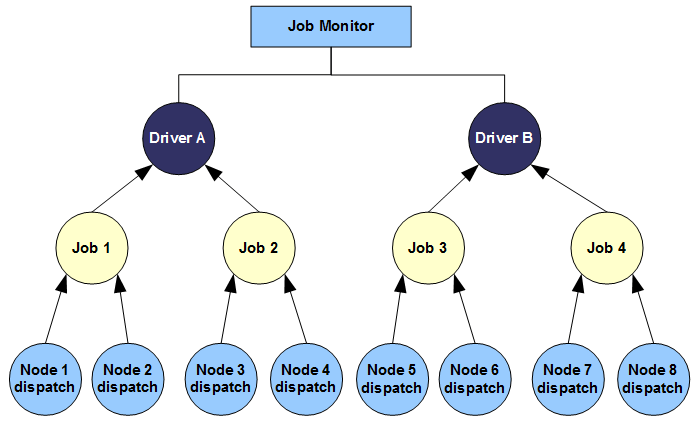 Job Monitor
Driver A
Driver B
Job 1
Job 2
Job 3
Job 4
Node 1
dispatch
Node 2
dispatch
Node 3
dispatch
Node 4
dispatch
Node 5
dispatch
Node 6
dispatch
Node 7
dispatch
Node 8
dispatch